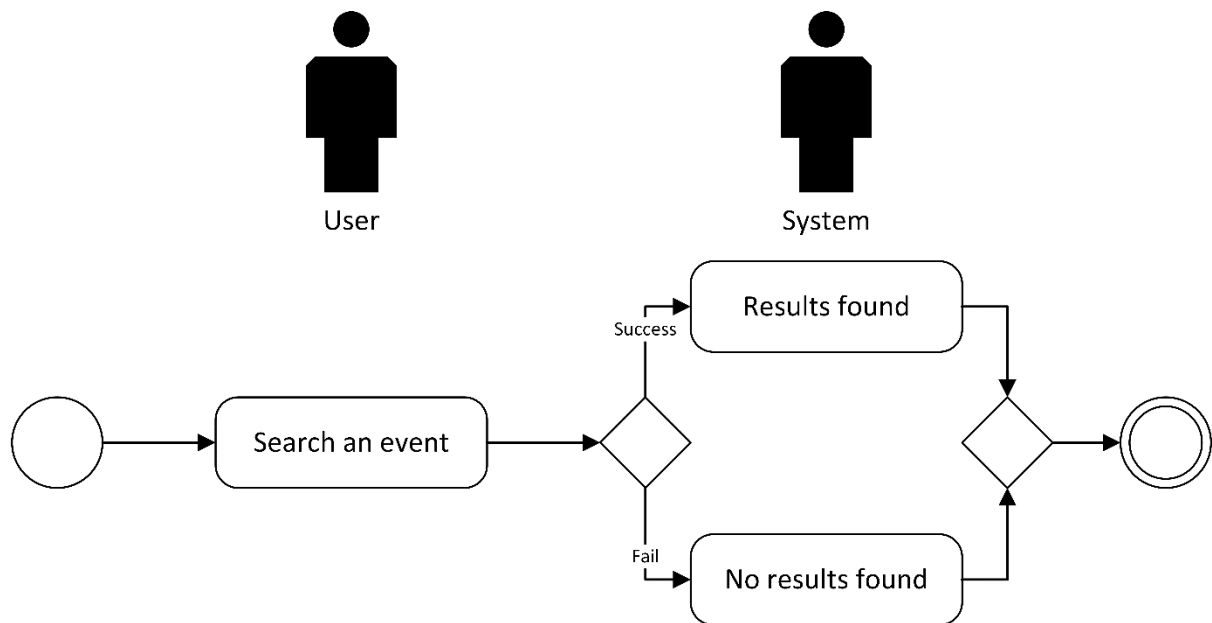 User
System
Results found
Success
Search an event
Fail
No results found